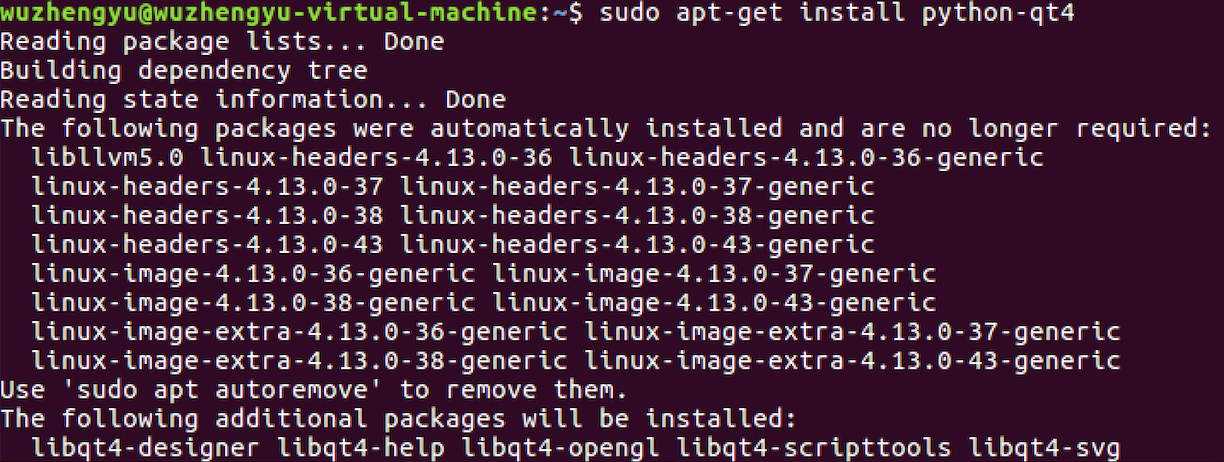 wuzhengyu@wuzhengyu-virtual-machine:~$ sudo apt-get install python-qt4
Reading package lists... Done
Building dependency tree
Reading state information... Done
The following packages were automatically installed and are no longer required:
  libllvm5.0 linux-headers-4.13.0-36 linux-headers-4.13.0-36-generic
  linux-headers-4.13.0-37 linux-headers-4.13.0-37-generic
  linux-headers-4.13.0-38 linux-headers-4.13.0-38-generic
  linux-headers-4.13.0-43 linux-headers-4.13.0-43-generic
  linux-image-4.13.0-36-generic linux-image-4.13.0-37-generic
  linux-image-4.13.0-38-generic linux-image-4.13.0-43-generic
  linux-image-extra-4.13.0-36-generic linux-image-extra-4.13.0-37-generic
  linux-image-extra-4.13.0-38-generic linux-image-extra-4.13.0-43-generic
Use 'sudo apt autoremove' to remove them.
The following additional packages will be installed:
  libqt4-designer libqt4-help libqt4-opengl libqt4-scripttools libqt4-svg